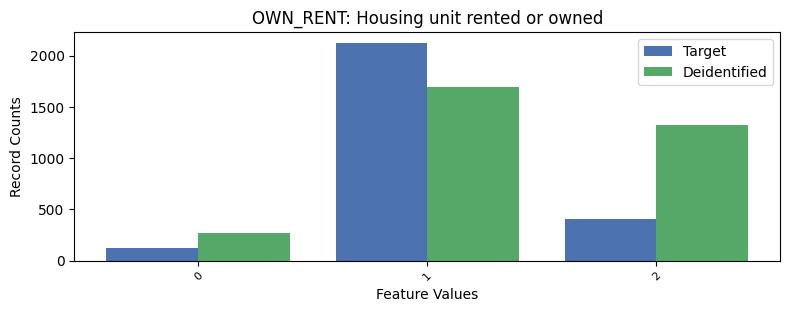 OWN_RENT: Housing unit rented or owned
Target
Deidentified
2000
1500
1000
500
0
Record Counts
0
1
2
Feature Values